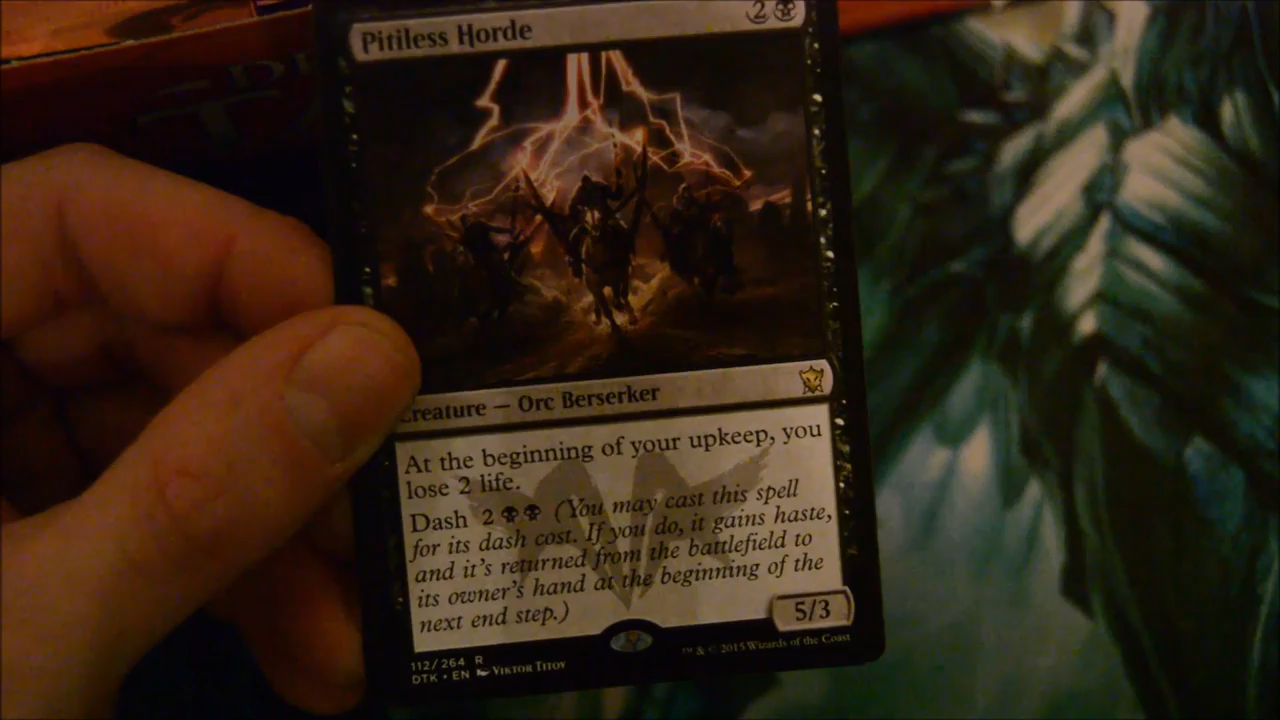 Pitiless Horde 2
Creature — Orc Berserker
At the beginning of your upkeep, you
lose 2 life.
Dash 2 (You may cast this spell
for its dash cost. If you do, it gains haste,
and it's returned from the battlefield to
its owner's hand at the beginning of the
next end step.)
5/3
112/264 R
DTK • EN VIKTOR TITOV
™ & © 2015 Wizards of the Coast